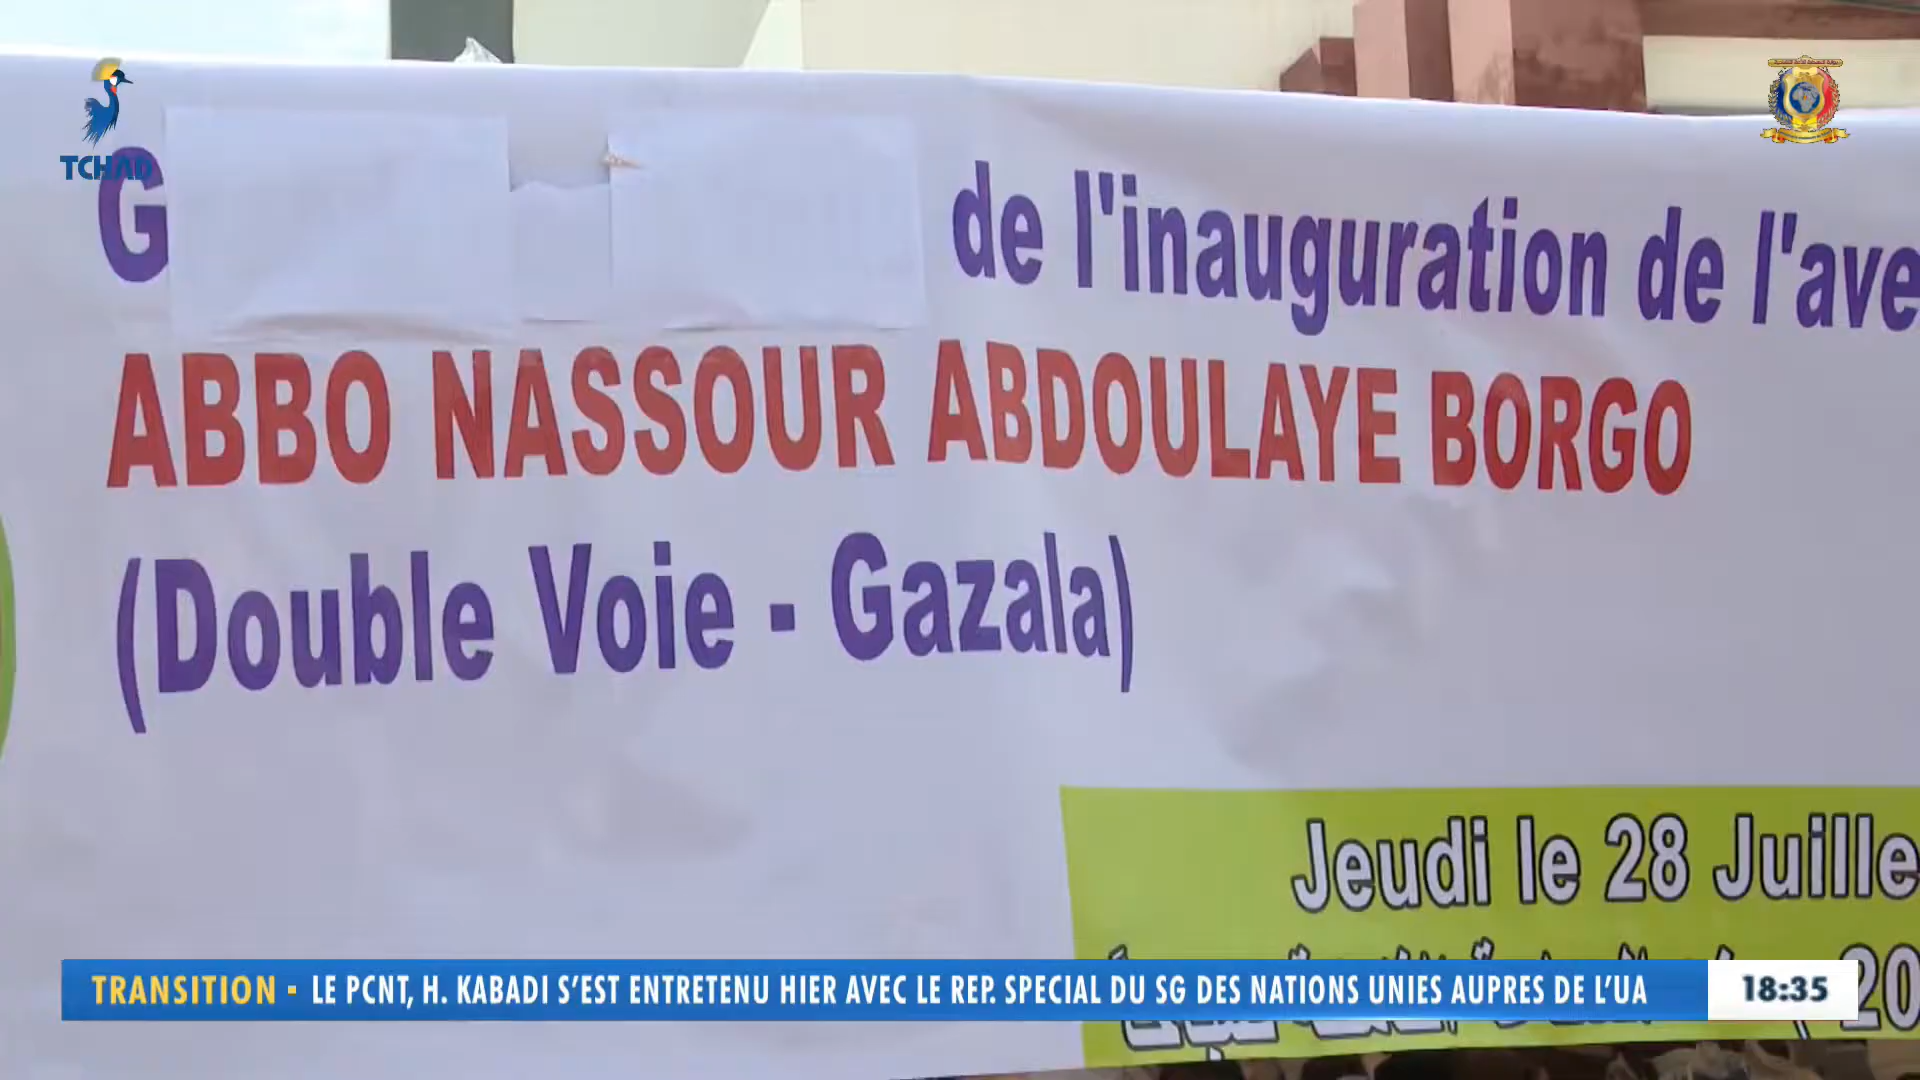 TCHAD
G de l'inauguration de l'ave
ABBO NASSOUR ABDOULAYE BORGO
(Double Voie - Gazala)
Jeudi le 28 Juille
20
TRANSITION - LE PCNT, H. KABADI S'EST ENTRETENU HIER AVEC LE REP. SPECIAL DU SG DES NATIONS UNIES AUPRES DE L'UA
18:35